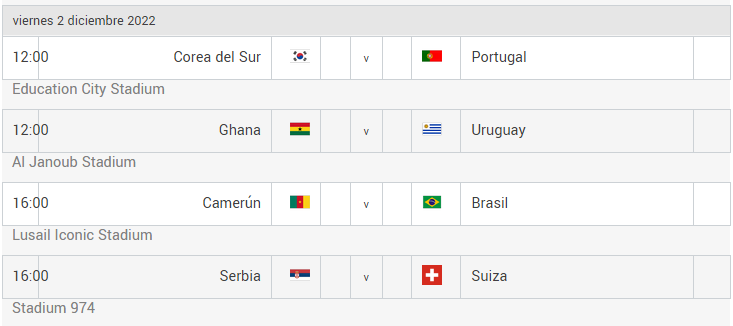 viernes 2 diciembre 2022
12:00 Corea del Sur v Portugal
Education City Stadium
12:00 Ghana v Uruguay
Al Janoub Stadium
16:00 Camerún v Brasil
Lusail Iconic Stadium
16:00 Serbia v Suiza
Stadium 974